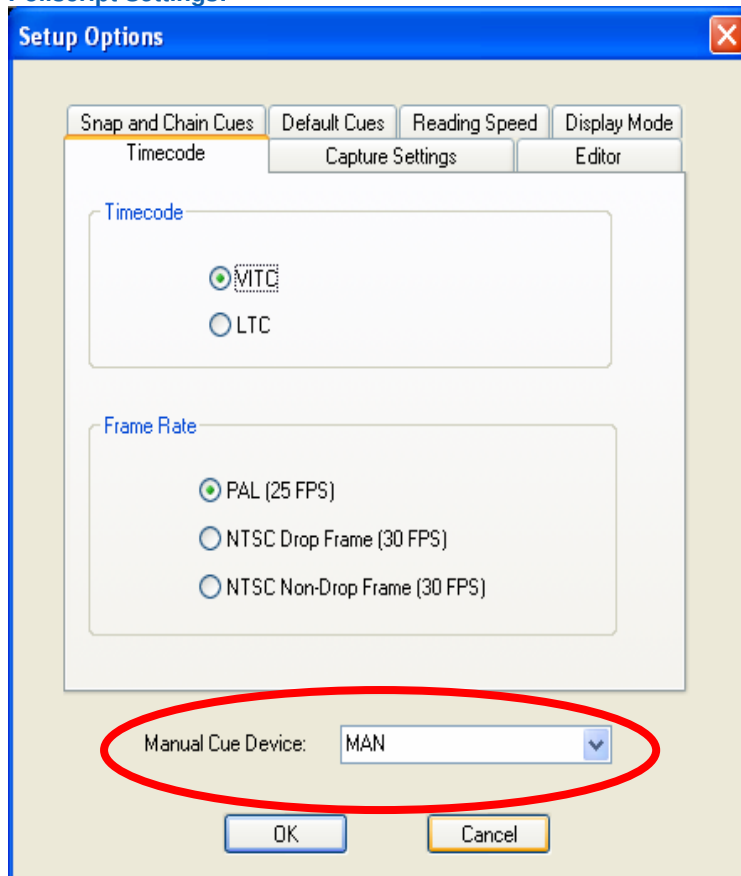 Setup Options
Snap and Chain Cues Default Cues Reading Speed Display Mode
Timecode Capture Settings Editor
Timecode
VITC
LTC
Frame Rate
PAL (25 FPS)
NTSC Drop Frame (30 FPS)
NTSC Non-Drop Frame (30 FPS)
Manual Cue Device: MAN
OK Cancel